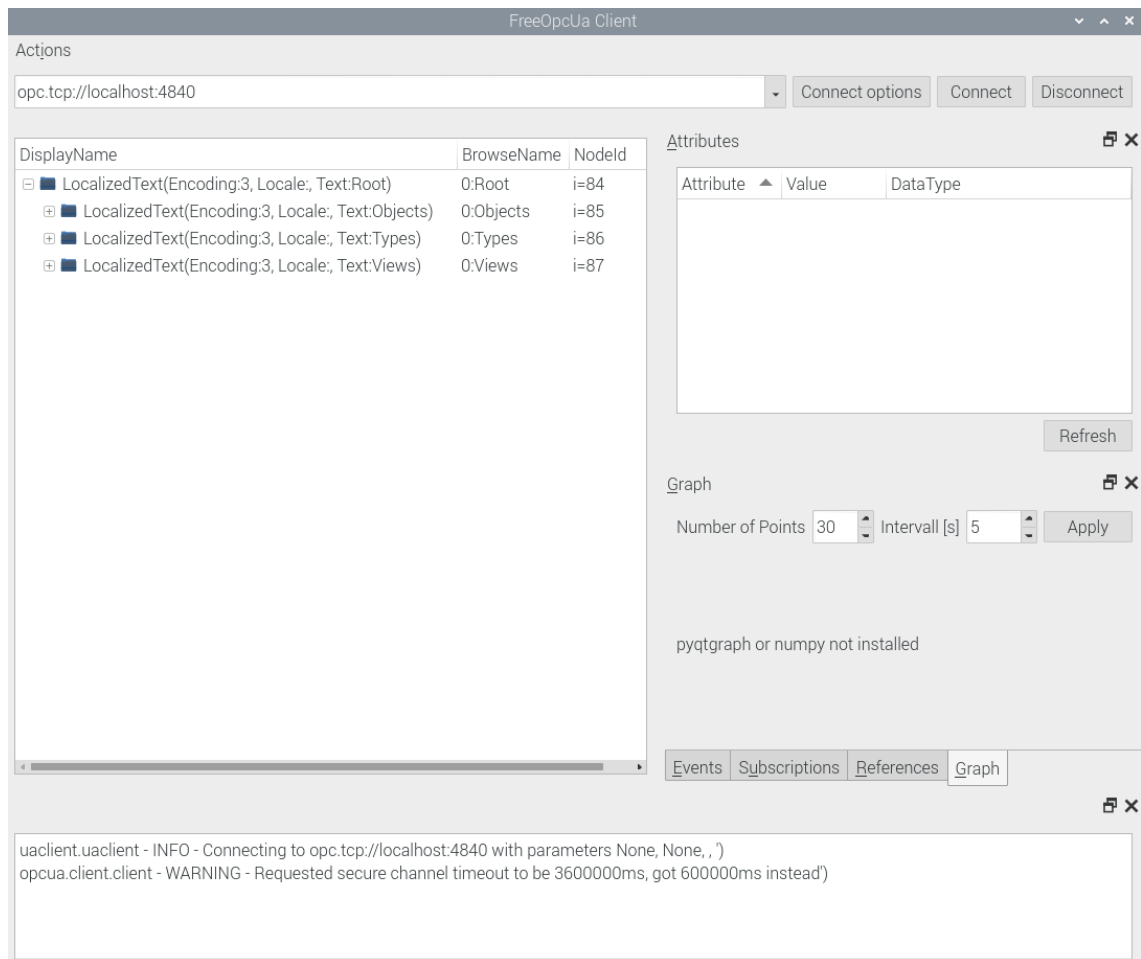 FreeOpcUa Client
Actions
opc.tcp://localhost:4840
Connect options
Connect
Disconnect
DisplayName BrowseName NodeId
LocalizedText(Encoding:3, Locale:, Text:Root) 0:Root i=84
LocalizedText(Encoding:3, Locale:, Text:Objects) 0:Objects i=85
LocalizedText(Encoding:3, Locale:, Text:Types) 0:Types i=86
LocalizedText(Encoding:3, Locale:, Text:Views) 0:Views i=87
Attributes
Attribute Value DataType
Refresh
Graph
Number of Points 30 Intervall [s] 5 Apply
pyqtgraph or numpy not installed
Events Subscriptions References Graph
uaclient.uaclient - INFO - Connecting to opc.tcp://localhost:4840 with parameters None, None, , ')
opcua.client.client - WARNING - Requested secure channel timeout to be 3600000ms, got 600000ms instead')